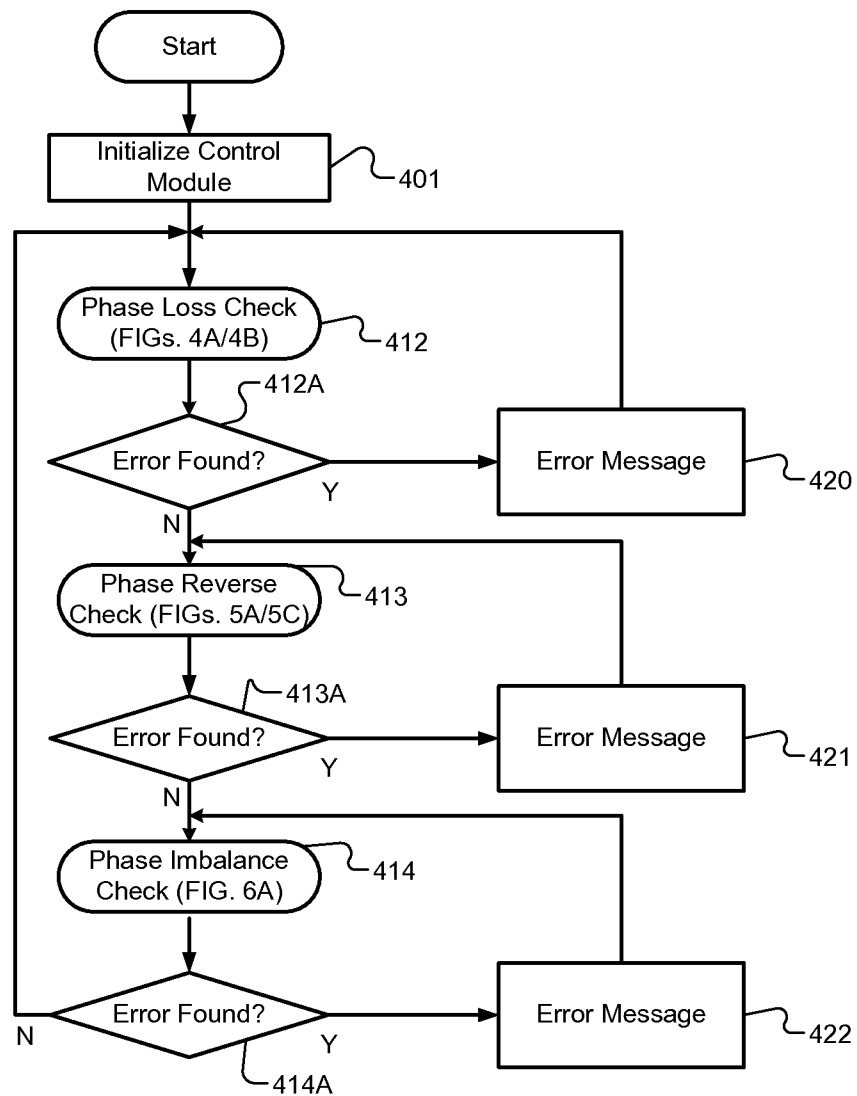 Start
Initialize Control
Module
401
Phase Loss Check
(FIGs. 4A/4B)
412
412A
Error Found?
Y
N
Error Message
420
Phase Reverse
Check (FIGs. 5A/5C)
413
413A
Error Found?
Y
N
Error Message
421
Phase Imbalance
Check (FIG. 6A)
414
Error Found?
N
Y
414A
Error Message
422